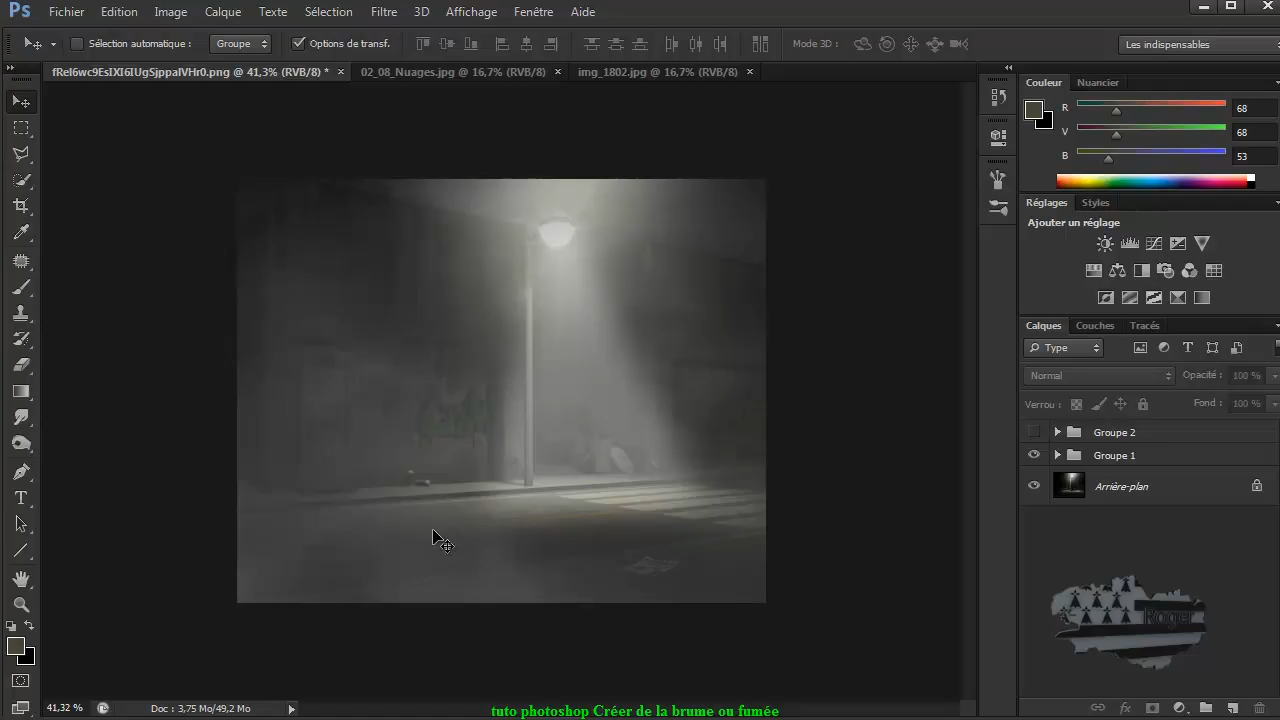 Ps Fichier Edition Image Calque Texte Sélection Filtre 3D Affichage Fenêtre Aide
Sélection automatique : Groupe Options de transf. Mode 3D : Les indispensables
fRel6wc9EsIXI6IUgSjppaIVHr0.png @ 41,3% (RVB/8) * 02_08_Nuages.jpg @ 16,7% (RVB/8) img_1802.jpg @ 16,7% (RVB/8)
Couleur Nuancier
R 68
V 68
B 53
Réglages Styles
Ajouter un réglage
Calques Couches Tracés
Type
Normal Opacité : 100 %
Verrou : Fond : 100 %
Groupe 2
Groupe 1
Arrière-plan
Roger
41,32 % Doc : 3,75 Mo/49,2 Mo
tuto photoshop Créer de la brume ou fumée